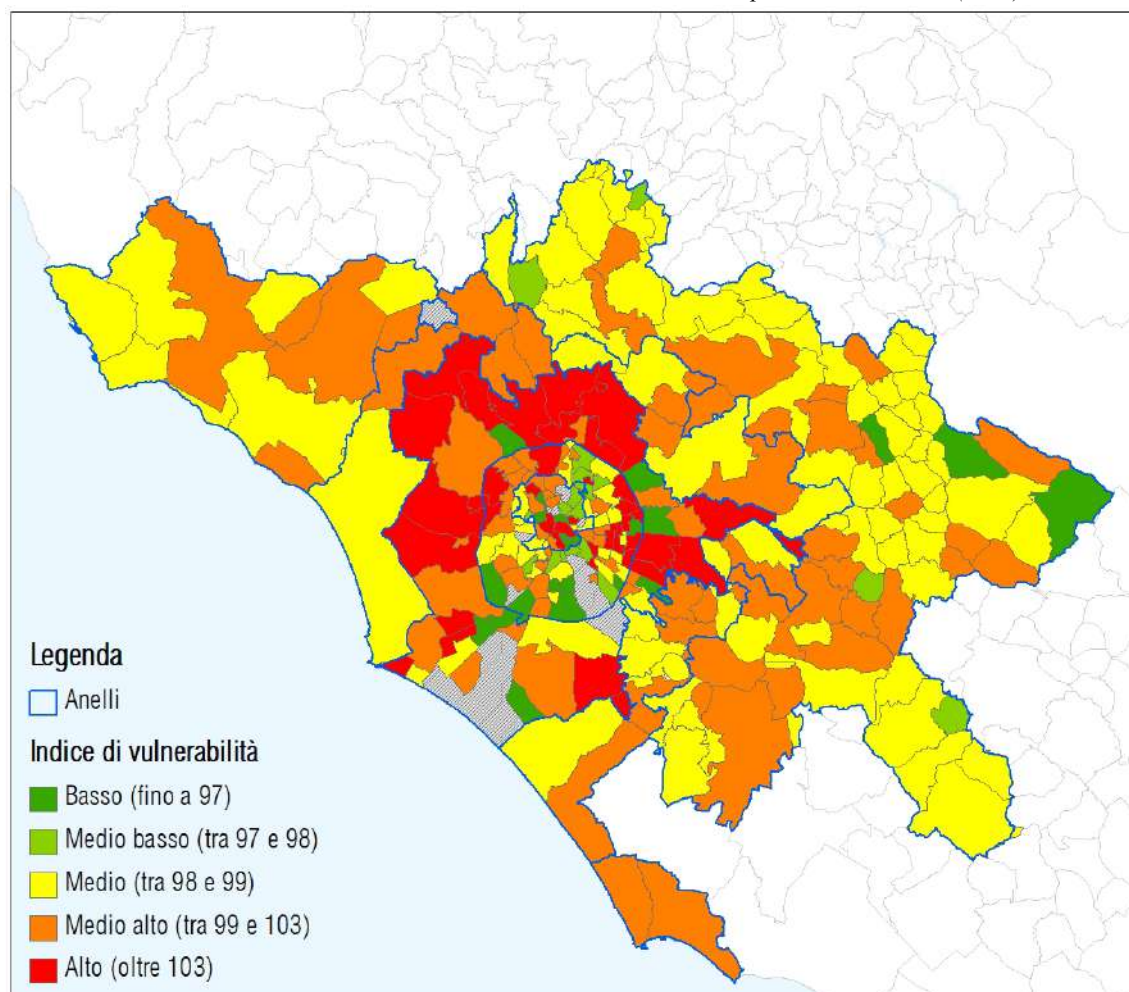 Legenda
Anelli
Indice di vulnerabilità
Basso (fino a 97)
Medio basso (tra 97 e 98)
Medio (tra 98 e 99)
Medio alto (tra 99 e 103)
Alto (oltre 103)